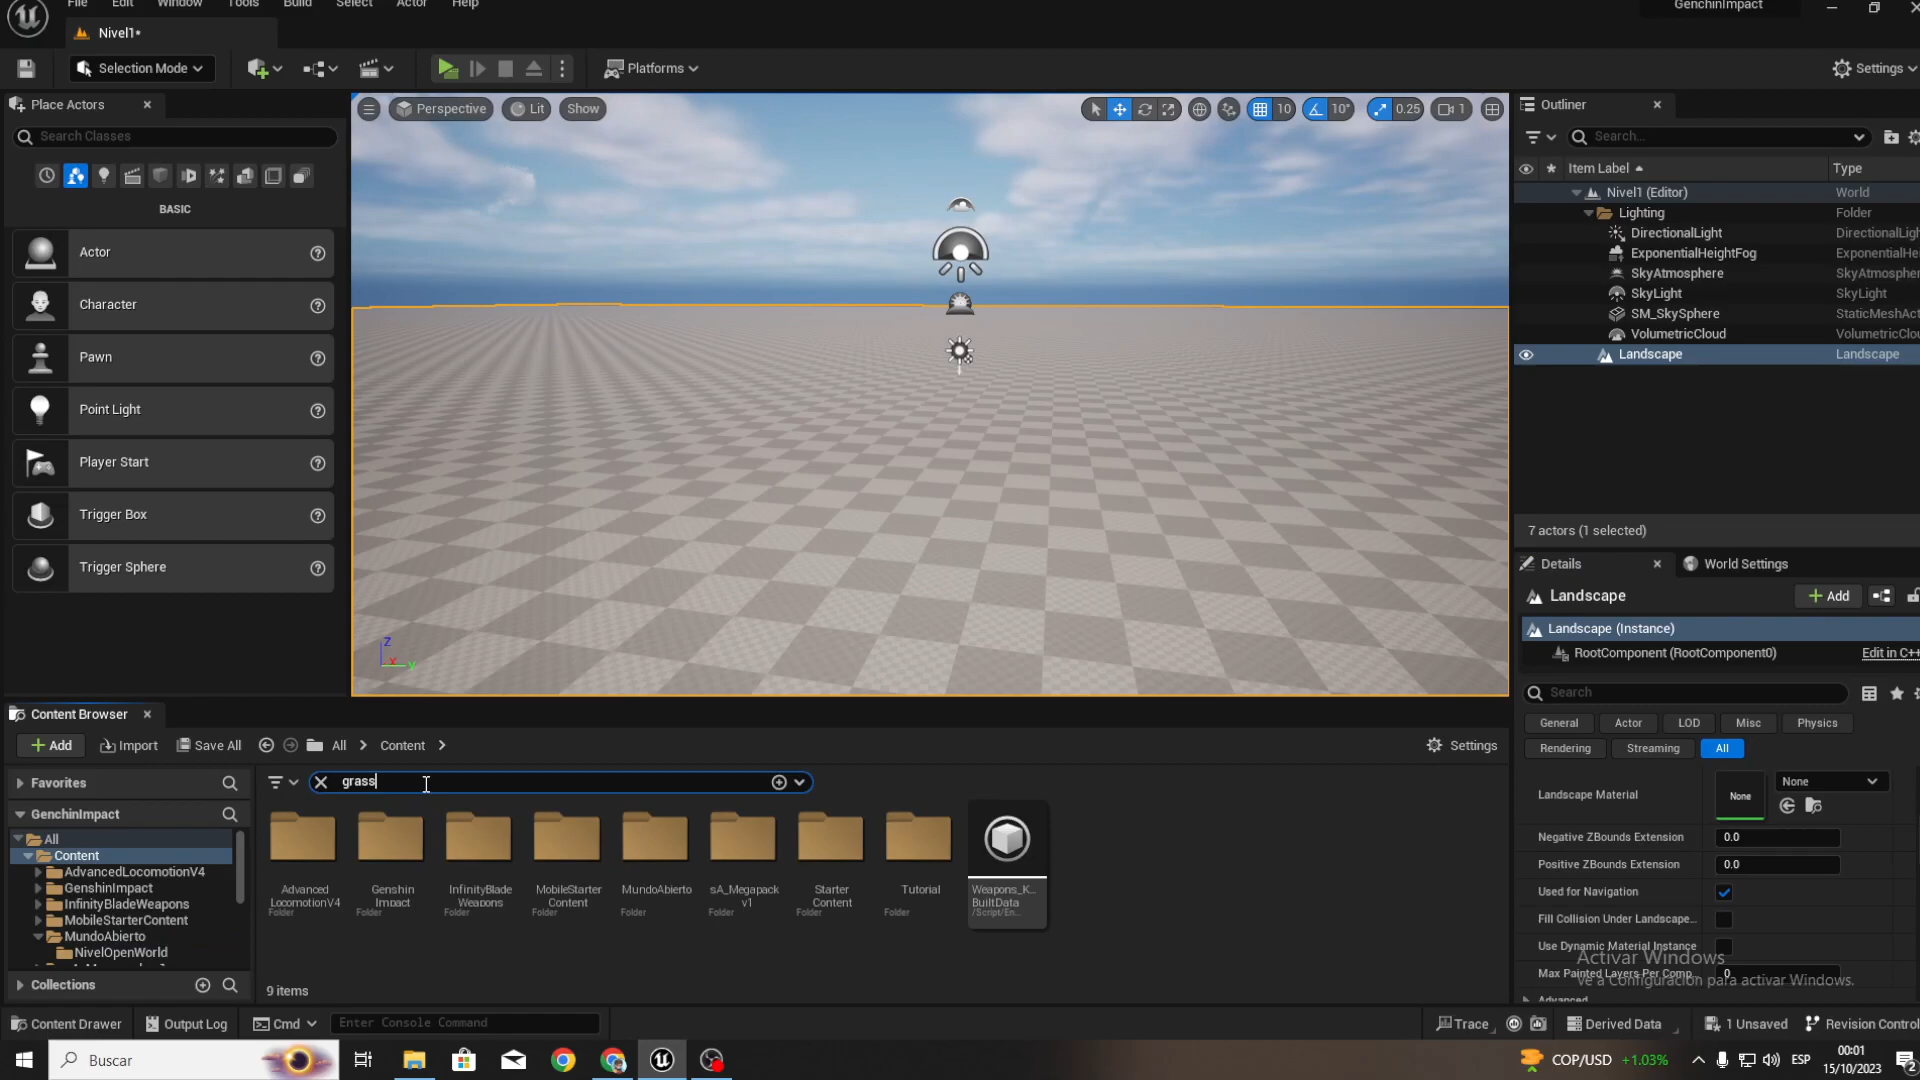 File Edit Window Tools Build Select Actor Help
GenchinImpact
Nivel1*
Selection Mode
Platforms
Settings
Place Actors
Search Classes
BASIC
Actor
Character
Pawn
Point Light
Player Start
Trigger Box
Trigger Sphere
Perspective Lit Show
10 10° 0.25 1
Z
X
Y
Outliner
Search...
Item Label Type
Nivel1 (Editor) World
Lighting Folder
DirectionalLight DirectionalLigh
ExponentialHeightFog ExponentialHe
SkyAtmosphere SkyAtmospher
SkyLight SkyLight
SM_SkySphere StaticMeshAct
VolumetricCloud VolumetricClou
Landscape Landscape
7 actors (1 selected)
Details World Settings
Landscape
Add
Landscape (Instance)
RootComponent (RootComponent0) Edit in C++
Search
General Actor LOD Misc Physics
Rendering Streaming All
Landscape Material None None
Negative ZBounds Extension 0.0
Positive ZBounds Extension 0.0
Used for Navigation
Fill Collision Under Landscape...
Use Dynamic Material Instance
Max Painted Layers Per Comp... 0
Advanced
Activar Windows
Ve a Configuración para activar Windows.
Content Browser
Add Import Save All All Content
Settings
Favorites
GenchinImpact
All
Content
AdvancedLocomotionV4
GenshinImpact
InfinityBladeWeapons
MobileStarterContent
MundoAbierto
NivelOpenWorld
Collections
grass
Advanced LocomotionV4
Folder
Genshin Impact
Folder
InfinityBlade Weapons
Folder
MobileStarter Content
Folder
MundoAbierto
Folder
sA_Megapack v1
Folder
Starter Content
Folder
Tutorial
Folder
Weapons_K... BuiltData
/Script/En...
9 items
Content Drawer Output Log Cmd Enter Console Command
Trace Derived Data 1 Unsaved Revision Contro
Buscar
COP/USD +1.03%
ESP
00:01
15/10/2023
2